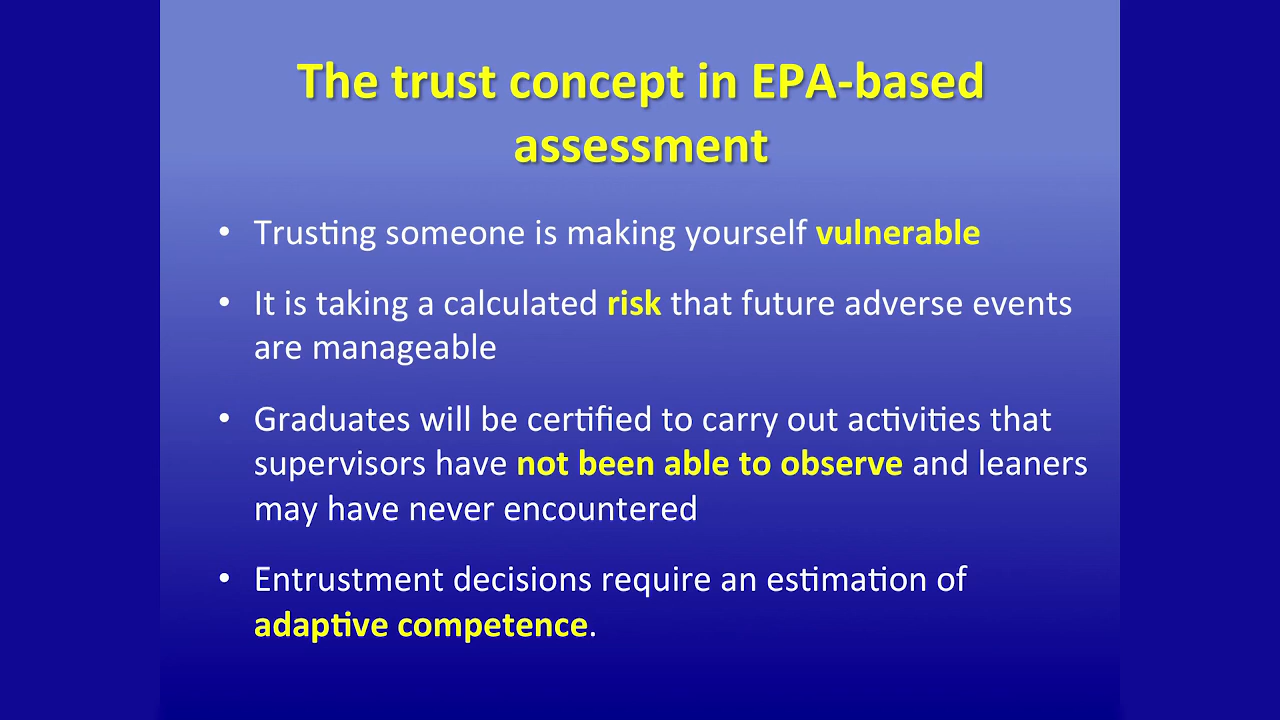 The trust concept in EPA-based
assessment
• Trusting someone is making yourself vulnerable
• It is taking a calculated risk that future adverse events
are manageable
• Graduates will be certified to carry out activities that
supervisors have not been able to observe and leaners
may have never encountered
• Entrustment decisions require an estimation of
adaptive competence.